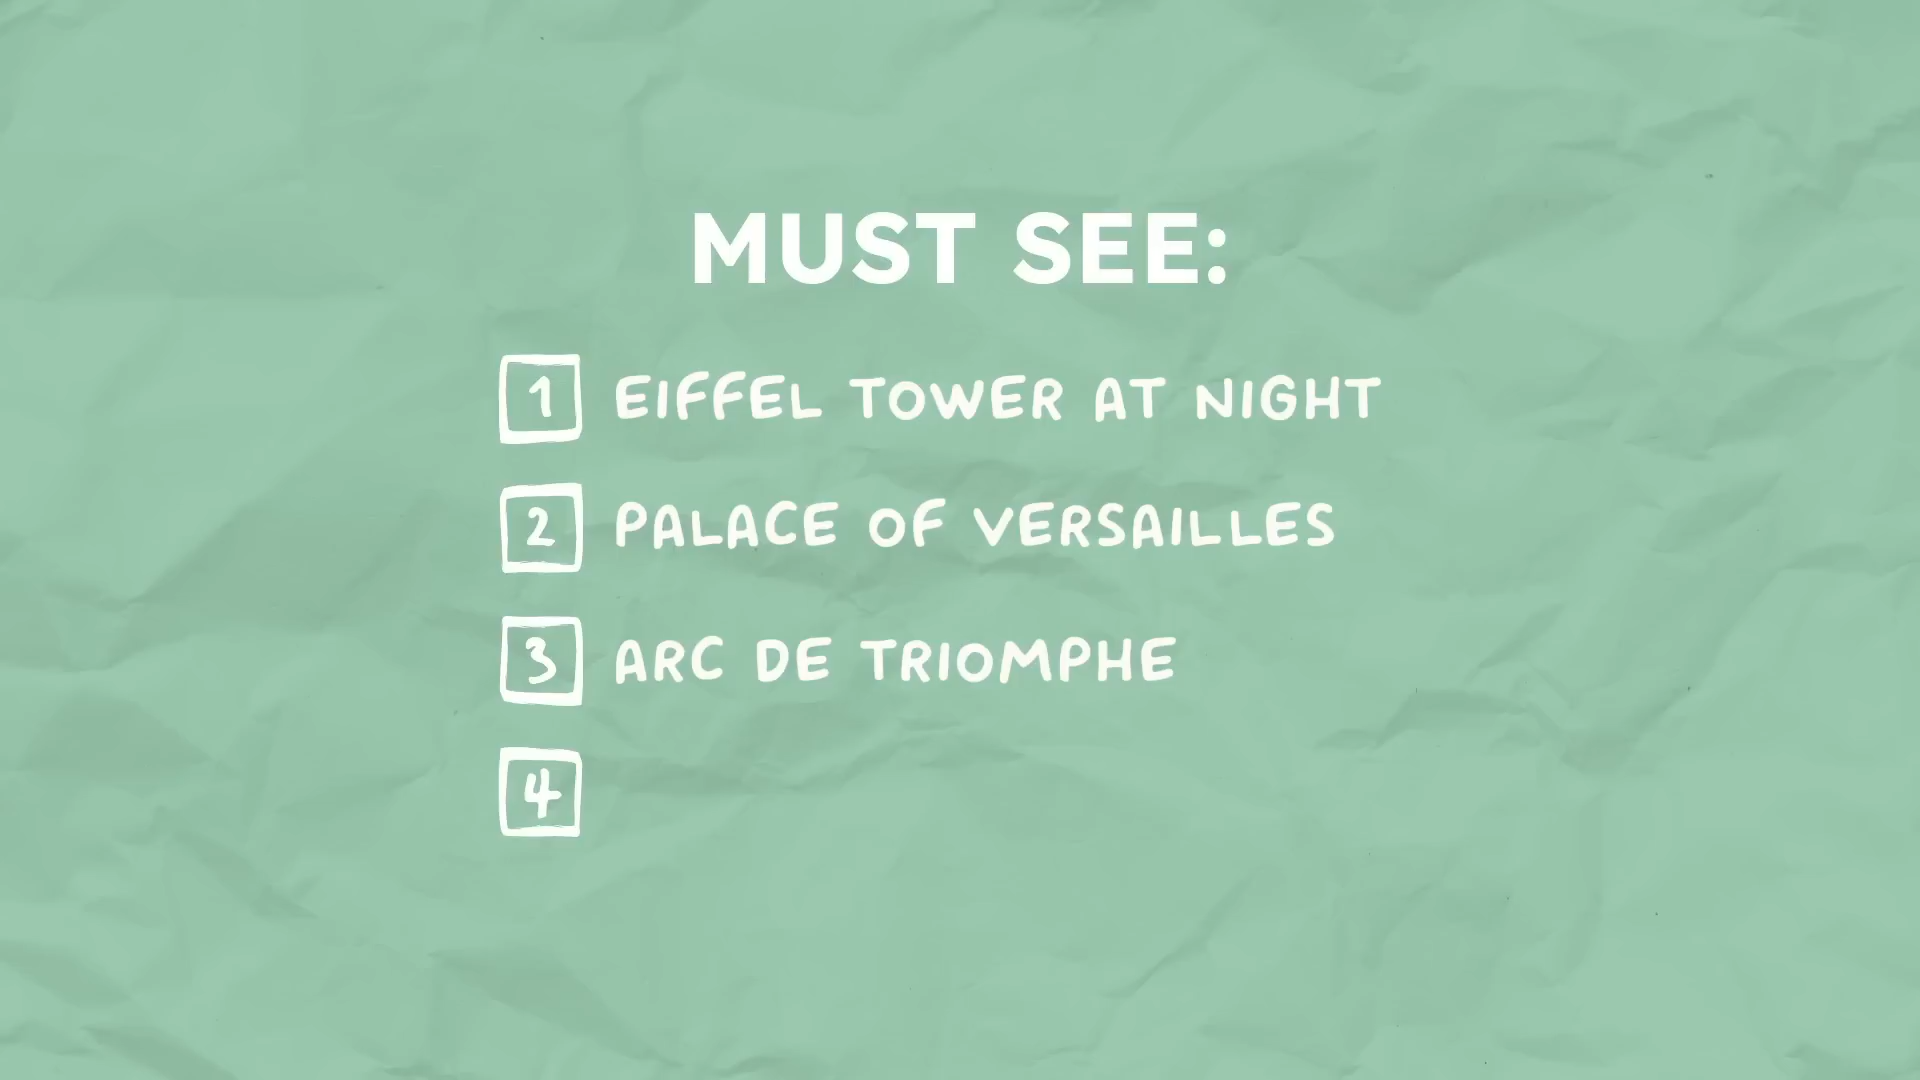 MUST SEE:
1 EIFFEL TOWER AT NIGHT
2 PALACE OF VERSAILLES
3 ARC DE TRIOMPHE
4